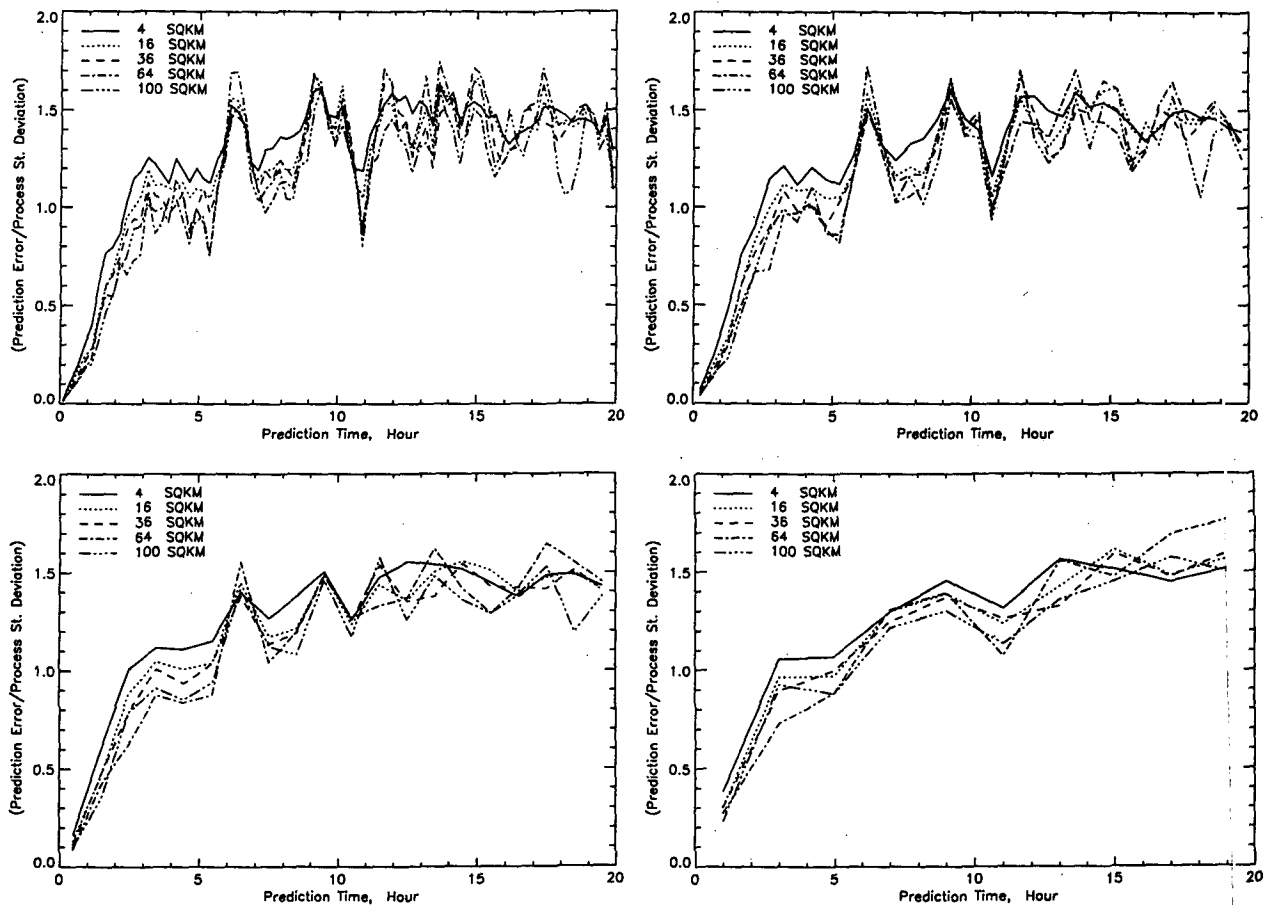 2.0
1.5
1.0
0.5
0.0
(Prediction Error/Process St. Deviation)
4 SQKM
16 SQKM
36 SQKM
64 SQKM
100 SQKM
0 5 10 15 20
Prediction Time, Hour
2.0
1.5
1.0
0.5
0.0
(Prediction Error/Process St. Deviation)
4 SQKM
16 SQKM
36 SQKM
64 SQKM
100 SQKM
0 5 10 15 20
Prediction Time, Hour
2.0
1.5
1.0
0.5
0.0
(Prediction Error/Process St. Deviation)
4 SQKM
16 SQKM
36 SQKM
64 SQKM
100 SQKM
0 5 10 15 20
Prediction Time, Hour
2.0
1.5
1.0
0.5
0.0
(Prediction Error/Process St. Deviation)
4 SQKM
16 SQKM
36 SQKM
64 SQKM
100 SQKM
0 5 10 15 20
Prediction Time, Hour